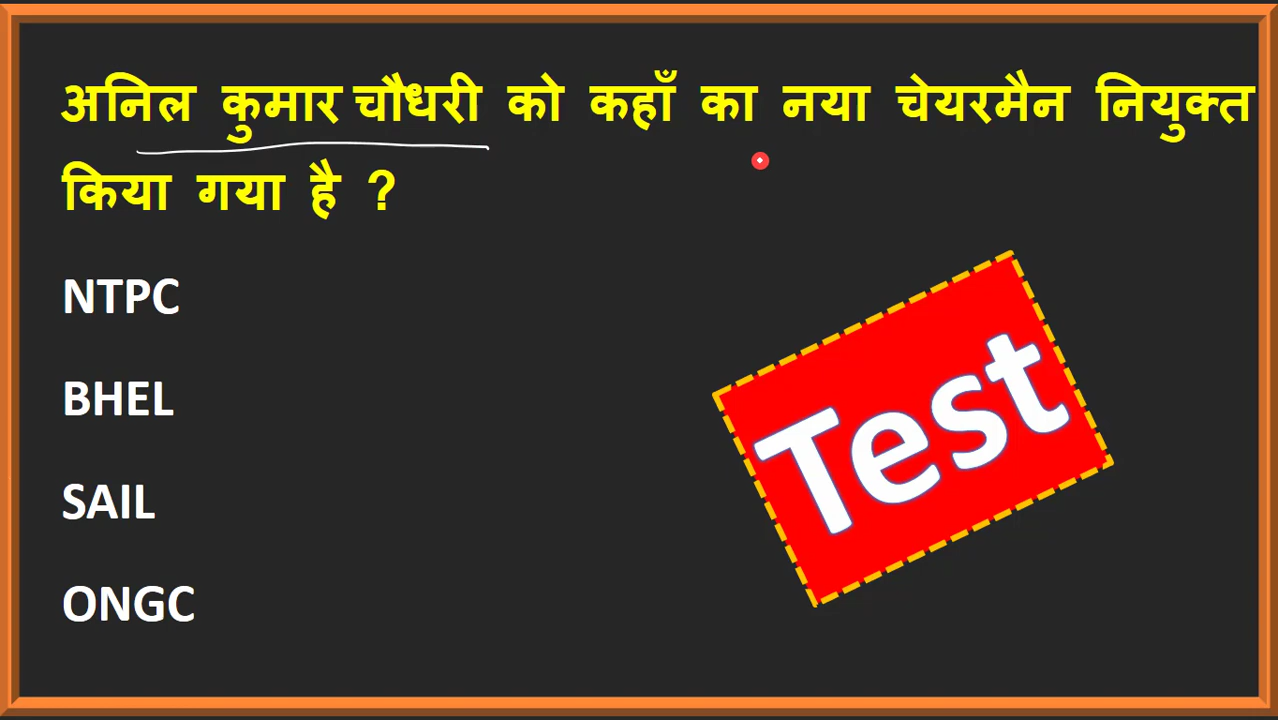 अनिल कुमार चौधरी को कहाँ का नया चेयरमैन नियुक्त
किया गया है ?
NTPC
BHEL
SAIL
ONGC
Test